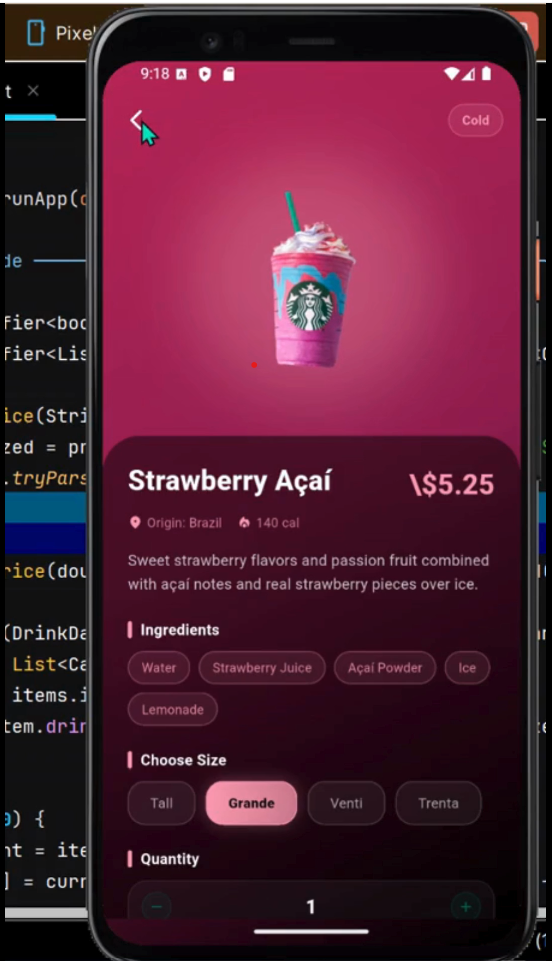 Pixel
9:18
t ×
Cold
runApp(
de
fier<boo
fier<Lis
ice(Stri
zed = pr
.tryPars
Strawberry Açaí
\$5.25
Origin: Brazil
140 cal
rice(dou
Sweet strawberry flavors and passion fruit combined
with açaí notes and real strawberry pieces over ice.
Ingredients
(DrinkDa
Water
Strawberry Juice
Açaí Powder
Ice
List<Ca
items.i
Lemonade
tem.drin
Choose Size
Tall
Grande
Venti
Trenta
) {
nt = ite
Quantity
] = curr
− 1 +